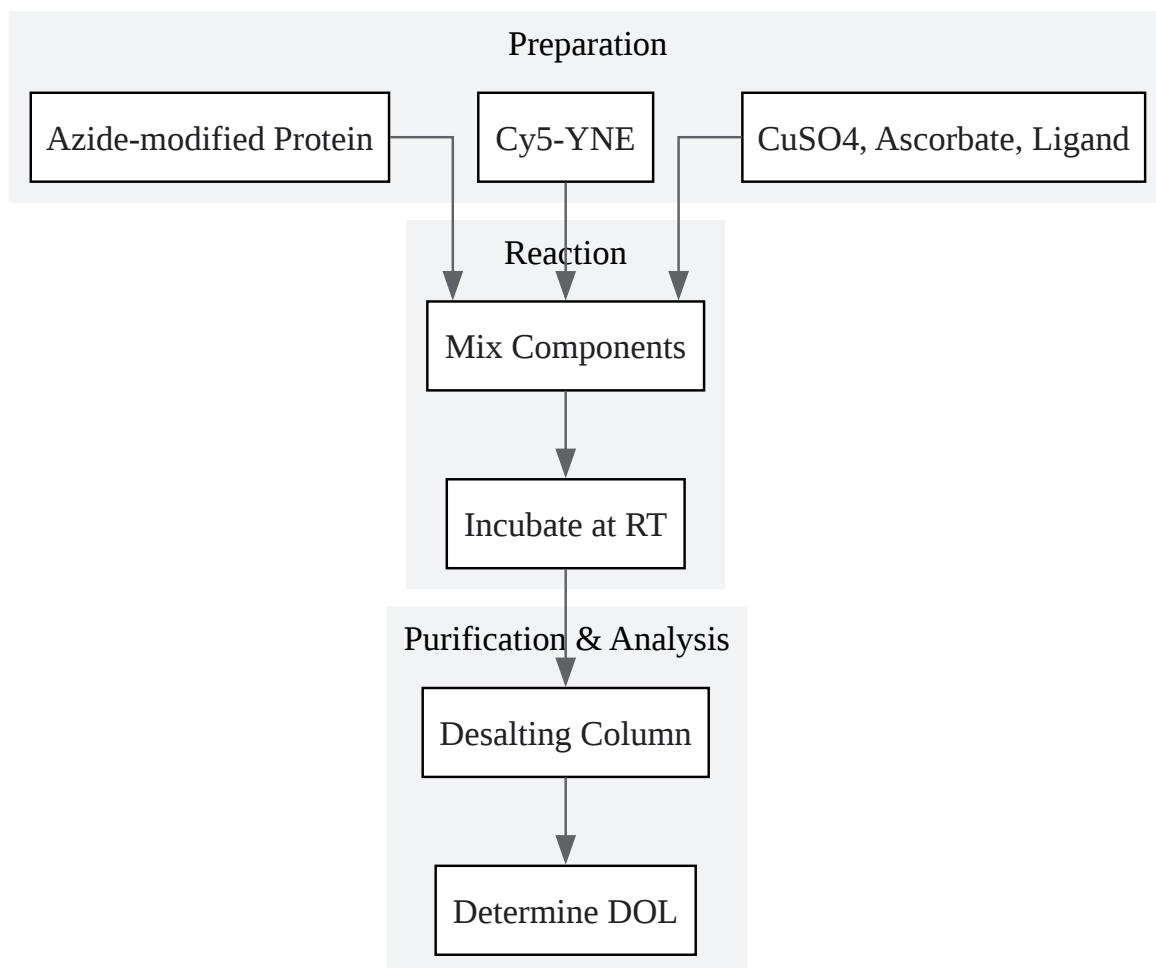 Preparation
Azide-modified Protein
Cy5-YNE
CuSO4, Ascorbate, Ligand
Reaction
Mix Components
Incubate at RT
Purification & Analysis
Desalting Column
Determine DOL